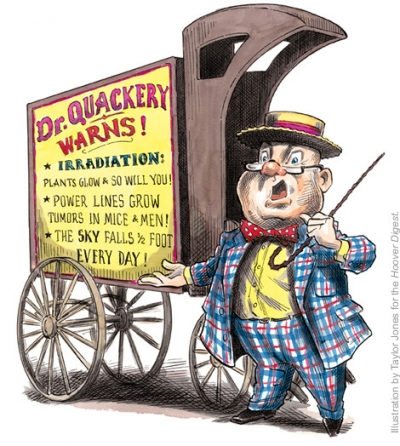 Dr. QUACKERY
WARNS!
★ IRRADIATION:
PLANTS GLOW & SO WILL YOU!
★ POWER LINES GROW
TUMORS IN MICE & MEN!
★ THE SKY FALLS ½ FOOT
EVERY DAY!
Illustration by Taylor Jones for the Hoover Digest.